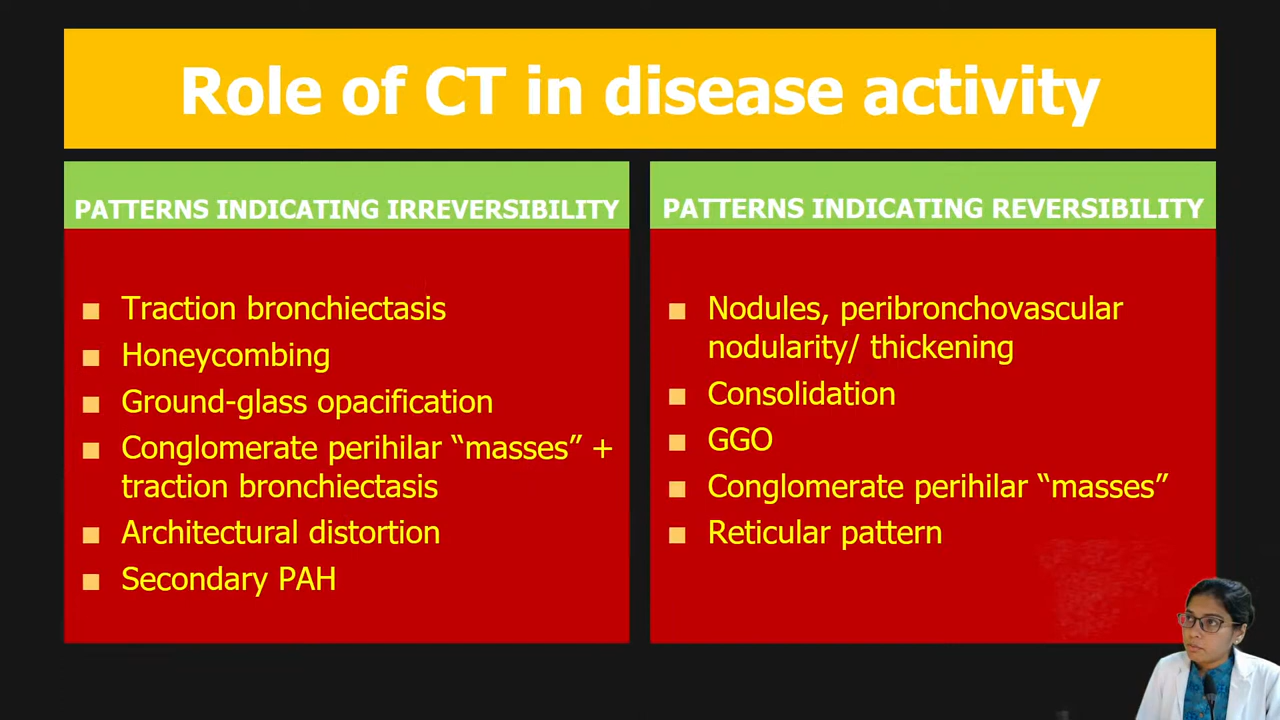 Role of CT in disease activity
PATTERNS INDICATING IRREVERSIBILITY
■ Traction bronchiectasis
■ Honeycombing
■ Ground-glass opacification
■ Conglomerate perihilar “masses” +
traction bronchiectasis
■ Architectural distortion
■ Secondary PAH
PATTERNS INDICATING REVERSIBILITY
■ Nodules, peribronchovascular
nodularity/ thickening
■ Consolidation
■ GGO
■ Conglomerate perihilar “masses”
■ Reticular pattern